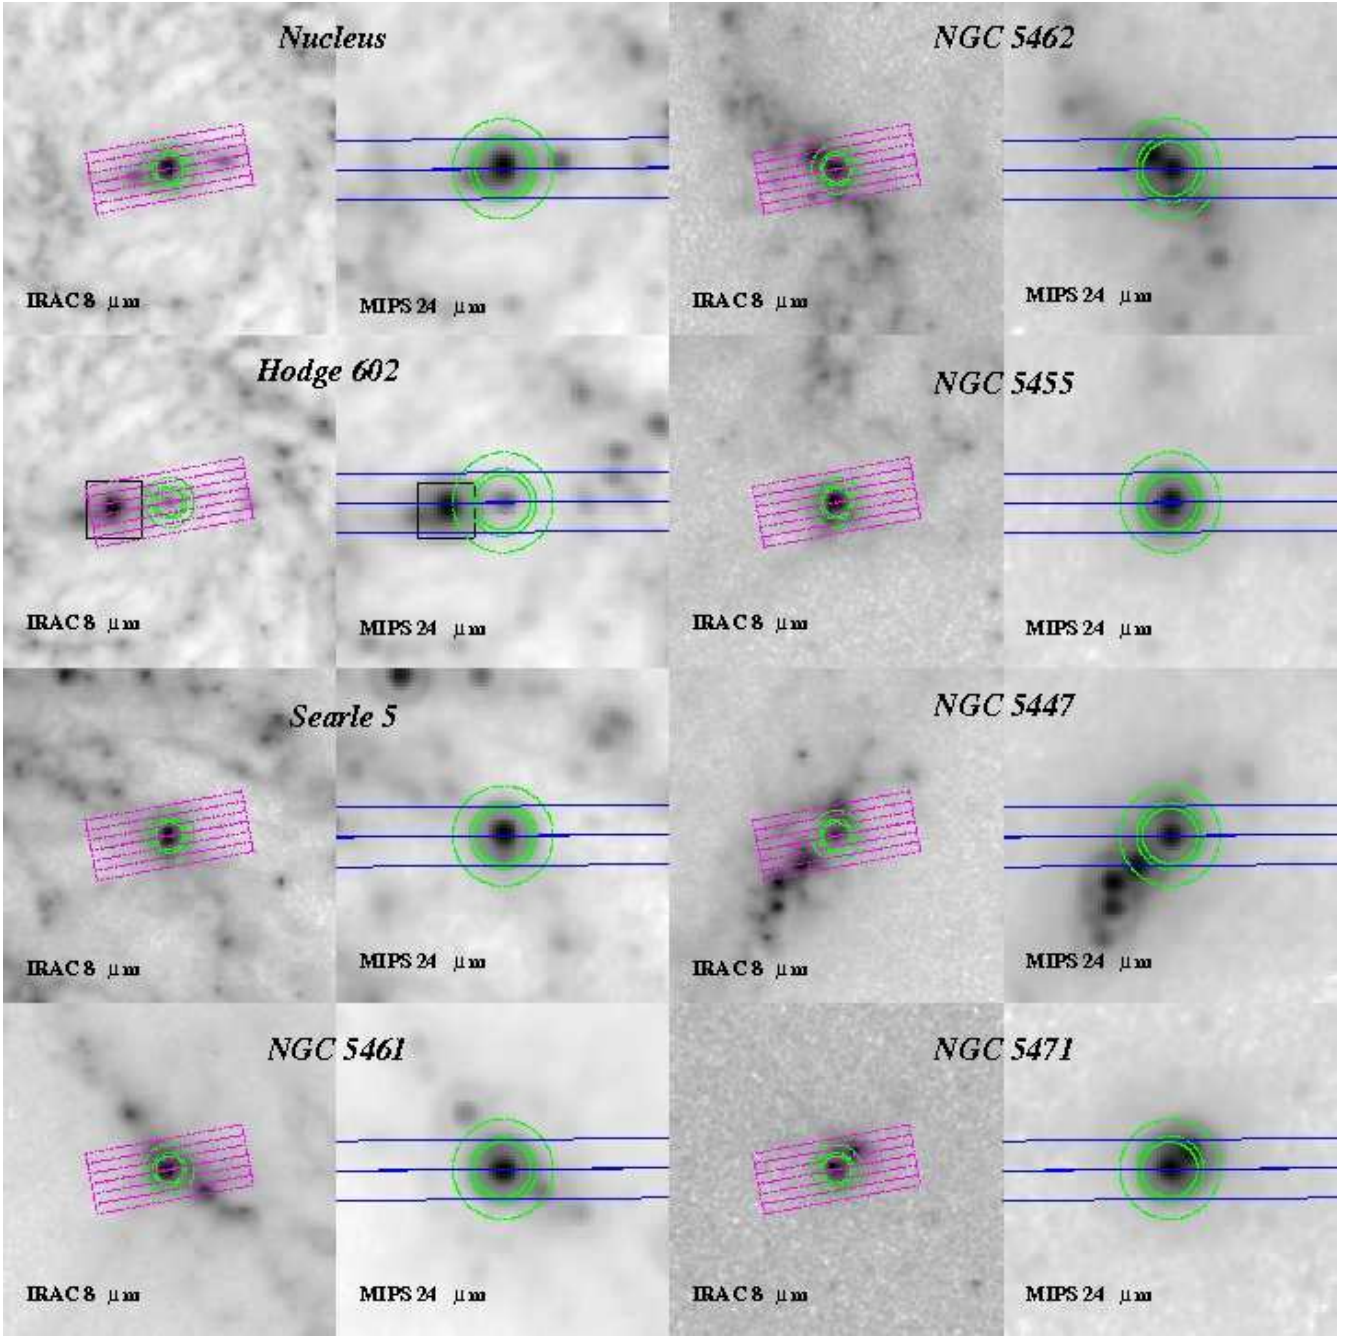 Nucleus
IRAC 8 μm
MIPS 24 μm
NGC 5462
IRAC 8 μm
MIPS 24 μm
Hodge 602
IRAC 8 μm
MIPS 24 μm
NGC 5455
IRAC 8 μm
MIPS 24 μm
Searle 5
IRAC 8 μm
MIPS 24 μm
NGC 5447
IRAC 8 μm
MIPS 24 μm
NGC 5461
IRAC 8 μm
MIPS 24 μm
NGC 5471
IRAC 8 μm
MIPS 24 μm